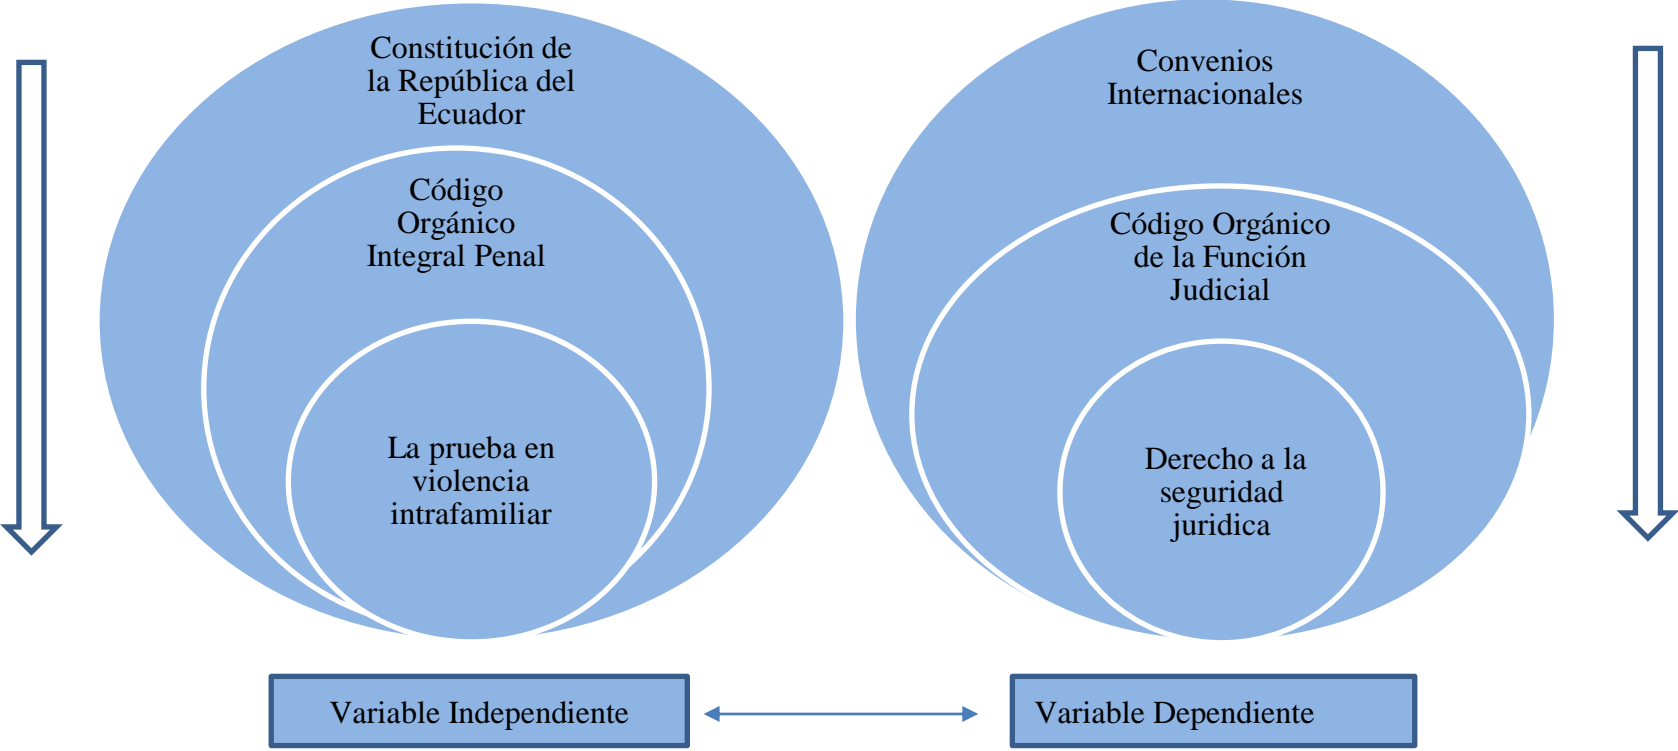 Constitución de
la República del
Ecuador
Código
Orgánico
Integral Penal
La prueba en
violencia
intrafamiliar
Convenios
Internacionales
Código Orgánico
de la Función
Judicial
Derecho a la
seguridad
juridica
Variable Independiente
Variable Dependiente